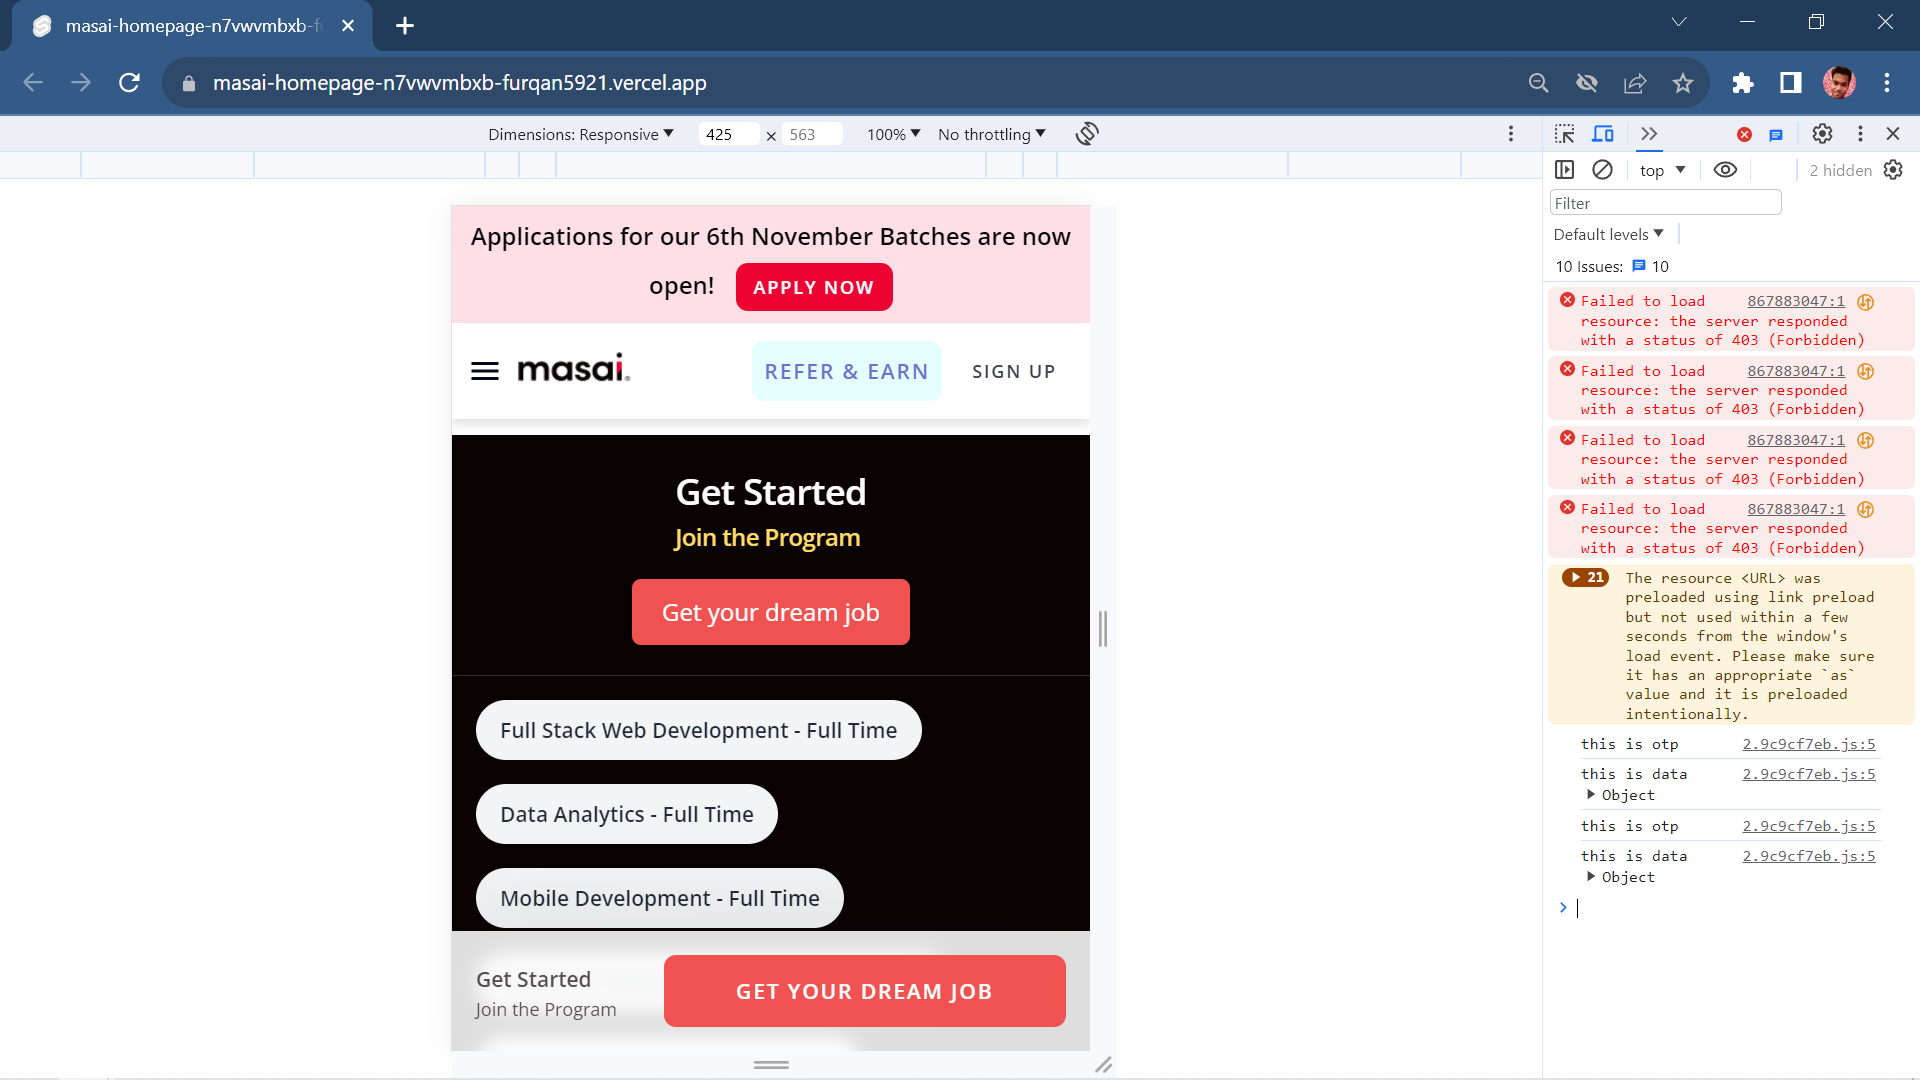 masai-homepage-n7vwvmbxb-f
masai-homepage-n7vwvmbxb-furqan5921.vercel.app
Dimensions: Responsive 425 x 563 100% No throttling
top 2 hidden
Filter
Default levels
10 Issues: 10
Applications for our 6th November Batches are now
open! APPLY NOW
masai. REFER & EARN SIGN UP
Get Started
Join the Program
Get your dream job
Full Stack Web Development - Full Time
Data Analytics - Full Time
Mobile Development - Full Time
Get Started
Join the Program
GET YOUR DREAM JOB
Failed to load 867883047:1
resource: the server responded
with a status of 403 (Forbidden)
Failed to load 867883047:1
resource: the server responded
with a status of 403 (Forbidden)
Failed to load 867883047:1
resource: the server responded
with a status of 403 (Forbidden)
Failed to load 867883047:1
resource: the server responded
with a status of 403 (Forbidden)
21 The resource <URL> was
preloaded using link preload
but not used within a few
seconds from the window's
load event. Please make sure
it has an appropriate `as`
value and it is preloaded
intentionally.
this is otp 2.9c9cf7eb.js:5
this is data 2.9c9cf7eb.js:5
Object
this is otp 2.9c9cf7eb.js:5
this is data 2.9c9cf7eb.js:5
Object